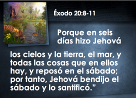 Éxodo 20:8-11
Porque en seis
días hizo Jehová
los cielos y la tierra, el mar, y
todas las cosas que en ellos
hay, y reposó en el sábado;
por tanto, Jehová bendijo el
sábado y lo santificó."